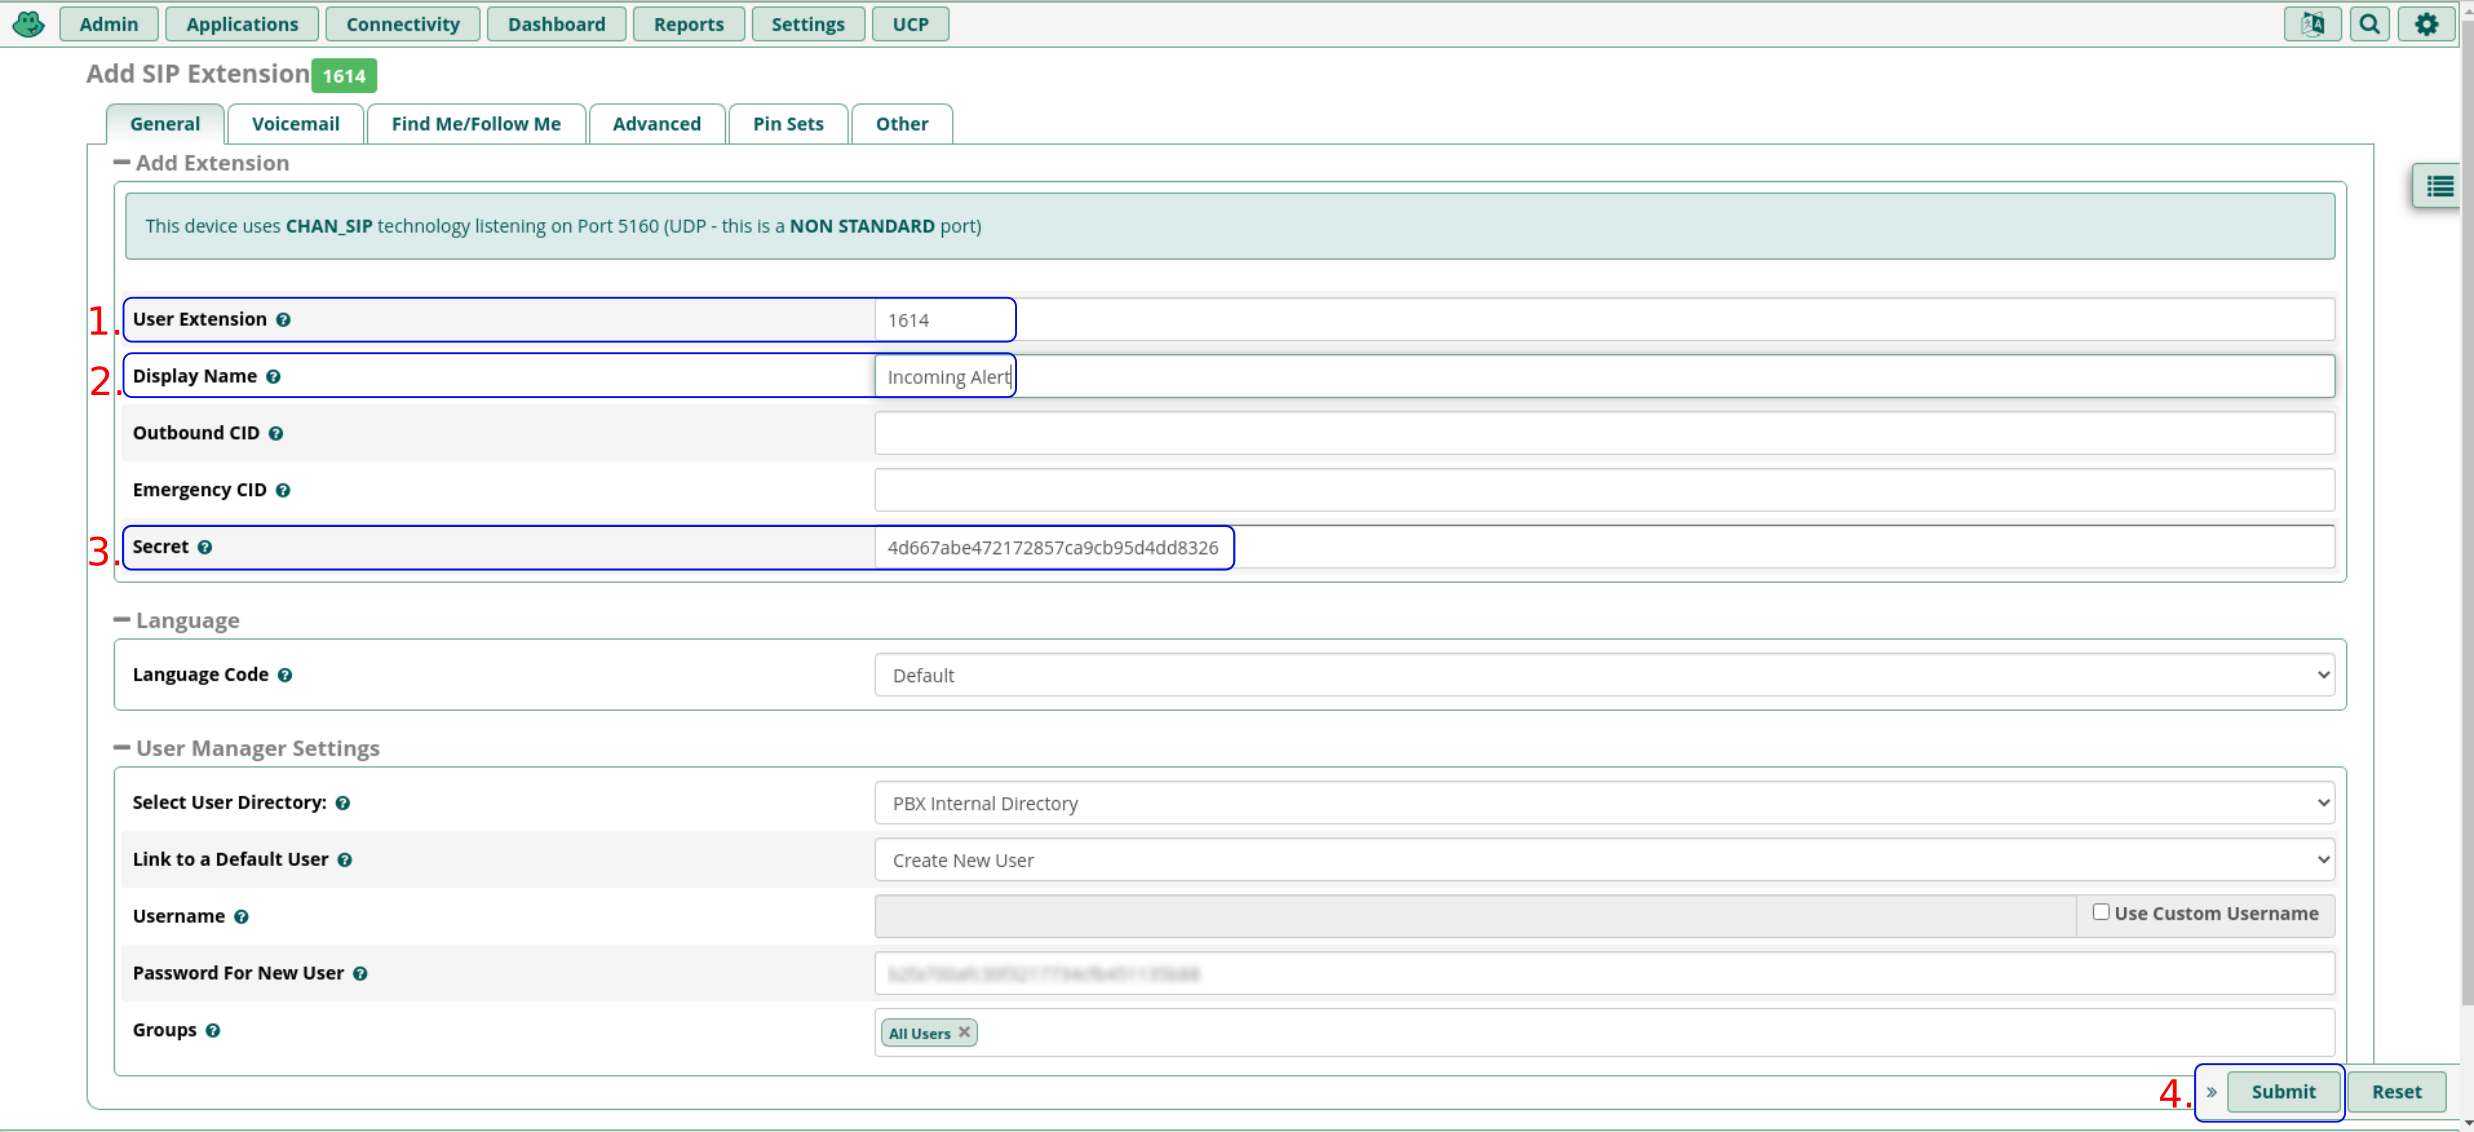 Admin Applications Connectivity Dashboard Reports Settings UCP
Add SIP Extension 1614
General Voicemail Find Me/Follow Me Advanced Pin Sets Other
Add Extension
This device uses CHAN_SIP technology listening on Port 5160 (UDP - this is a NON STANDARD port)
1. User Extension 1614
2. Display Name Incoming Alert
Outbound CID
Emergency CID
3. Secret 4d667abe472172857ca9cb95d4dd8326
Language
Language Code Default
User Manager Settings
Select User Directory: PBX Internal Directory
Link to a Default User Create New User
Username Use Custom Username
Password For New User
Groups All Users ×
4. » Submit Reset